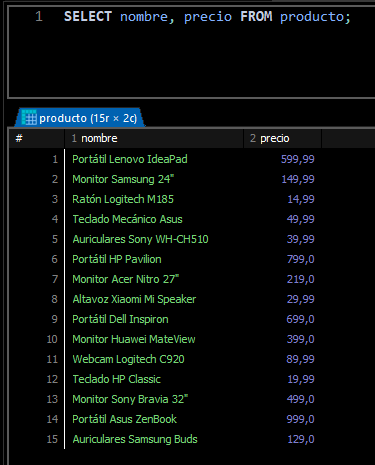 1 SELECT nombre, precio FROM producto;
producto (15r × 2c)
# 1 nombre 2 precio
1 Portátil Lenovo IdeaPad 599,99
2 Monitor Samsung 24" 149,99
3 Ratón Logitech M185 14,99
4 Teclado Mecánico Asus 49,99
5 Auriculares Sony WH-CH510 39,99
6 Portátil HP Pavilion 799,0
7 Monitor Acer Nitro 27" 219,0
8 Altavoz Xiaomi Mi Speaker 29,99
9 Portátil Dell Inspiron 699,0
10 Monitor Huawei MateView 399,0
11 Webcam Logitech C920 89,99
12 Teclado HP Classic 19,99
13 Monitor Sony Bravia 32" 499,0
14 Portátil Asus ZenBook 999,0
15 Auriculares Samsung Buds 129,0